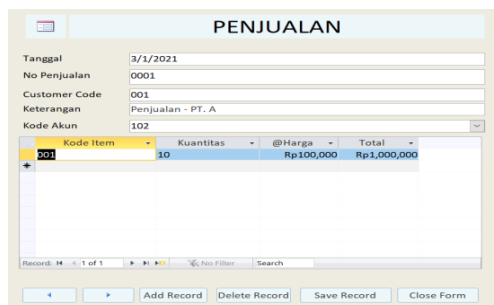 PENJUALAN
Tanggal 3/1/2021
No Penjualan 0001
Customer Code 001
Keterangan Penjualan - PT. A
Kode Akun 102
Kode Item Kuantitas @Harga Total
001 10 Rp100,000 Rp1,000,000
Record: 1 of 1 No Filter Search
Add Record Delete Record Save Record Close Form